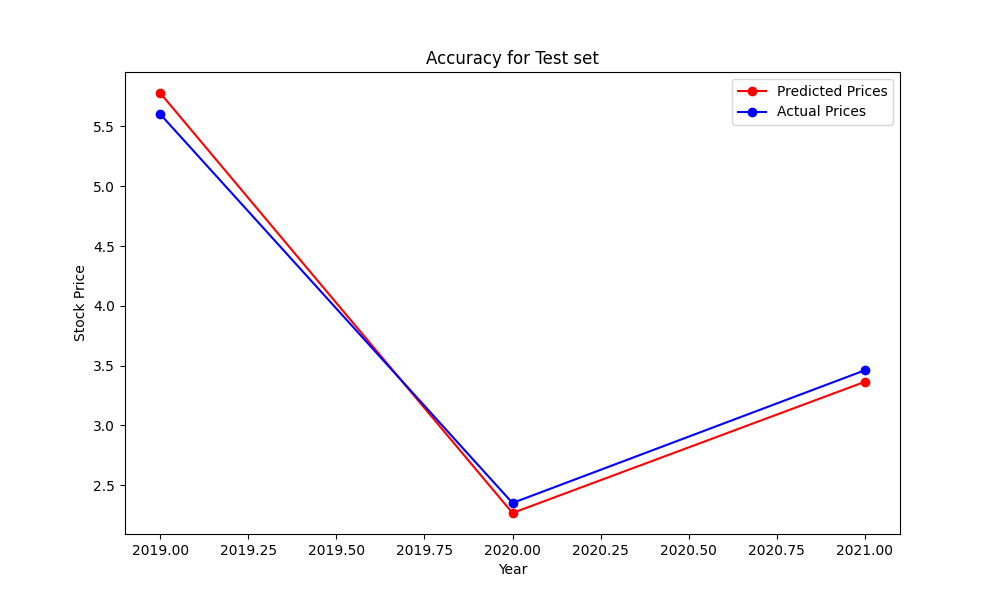 Accuracy for Test set
Predicted Prices
Actual Prices
Stock Price
5.5
5.0
4.5
4.0
3.5
3.0
2.5
2019.00 2019.25 2019.50 2019.75 2020.00 2020.25 2020.50 2020.75 2021.00
Year